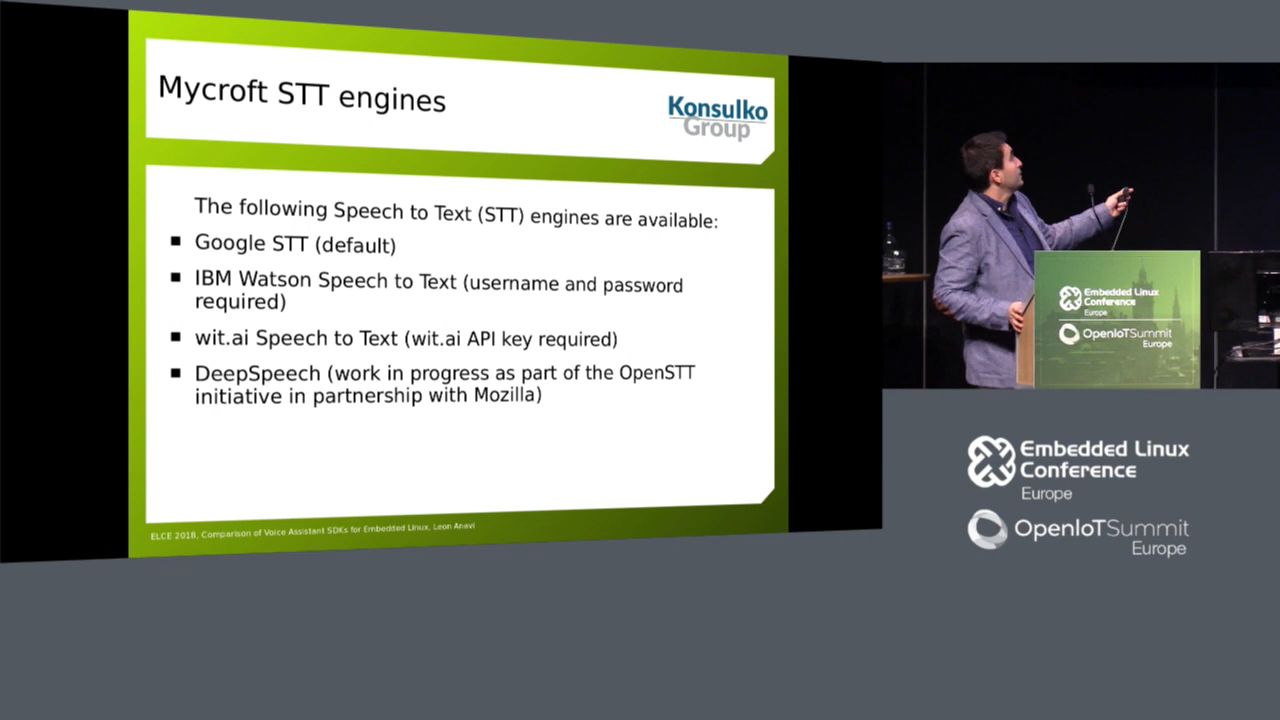 Mycroft STT engines
Konsulko
Group
The following Speech to Text (STT) engines are available:
■ Google STT (default)
■ IBM Watson Speech to Text (username and password
required)
■ wit.ai Speech to Text (wit.ai API key required)
■ DeepSpeech (work in progress as part of the OpenSTT
initiative in partnership with Mozilla)
ELCE 2018, Comparison of Voice Assistant SDKs for Embedded Linux, Leon Anavi
Embedded Linux
Conference
Europe
OpenIoTSummit
Europe
Embedded Linux
Conference
Europe
OpenIoTSummit
Europe